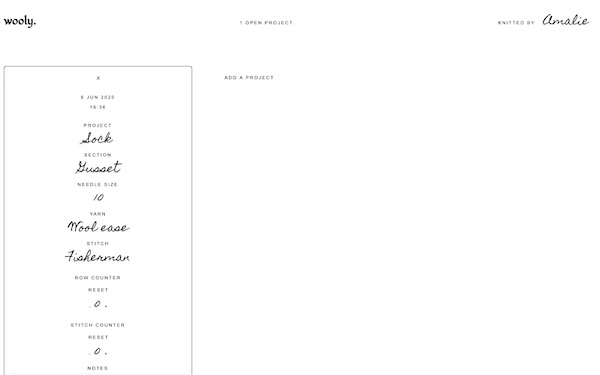 wooly.
1 OPEN PROJECT
KNITTED BY Amalie
X
6 JUN 2020
16:36
PROJECT
Sock
SECTION
Gusset
NEEDLE SIZE
10
YARN
Wool ease
STITCH
Fisherman
ROW COUNTER
RESET
. 0 .
STITCH COUNTER
RESET
. 0 .
NOTES
ADD A PROJECT